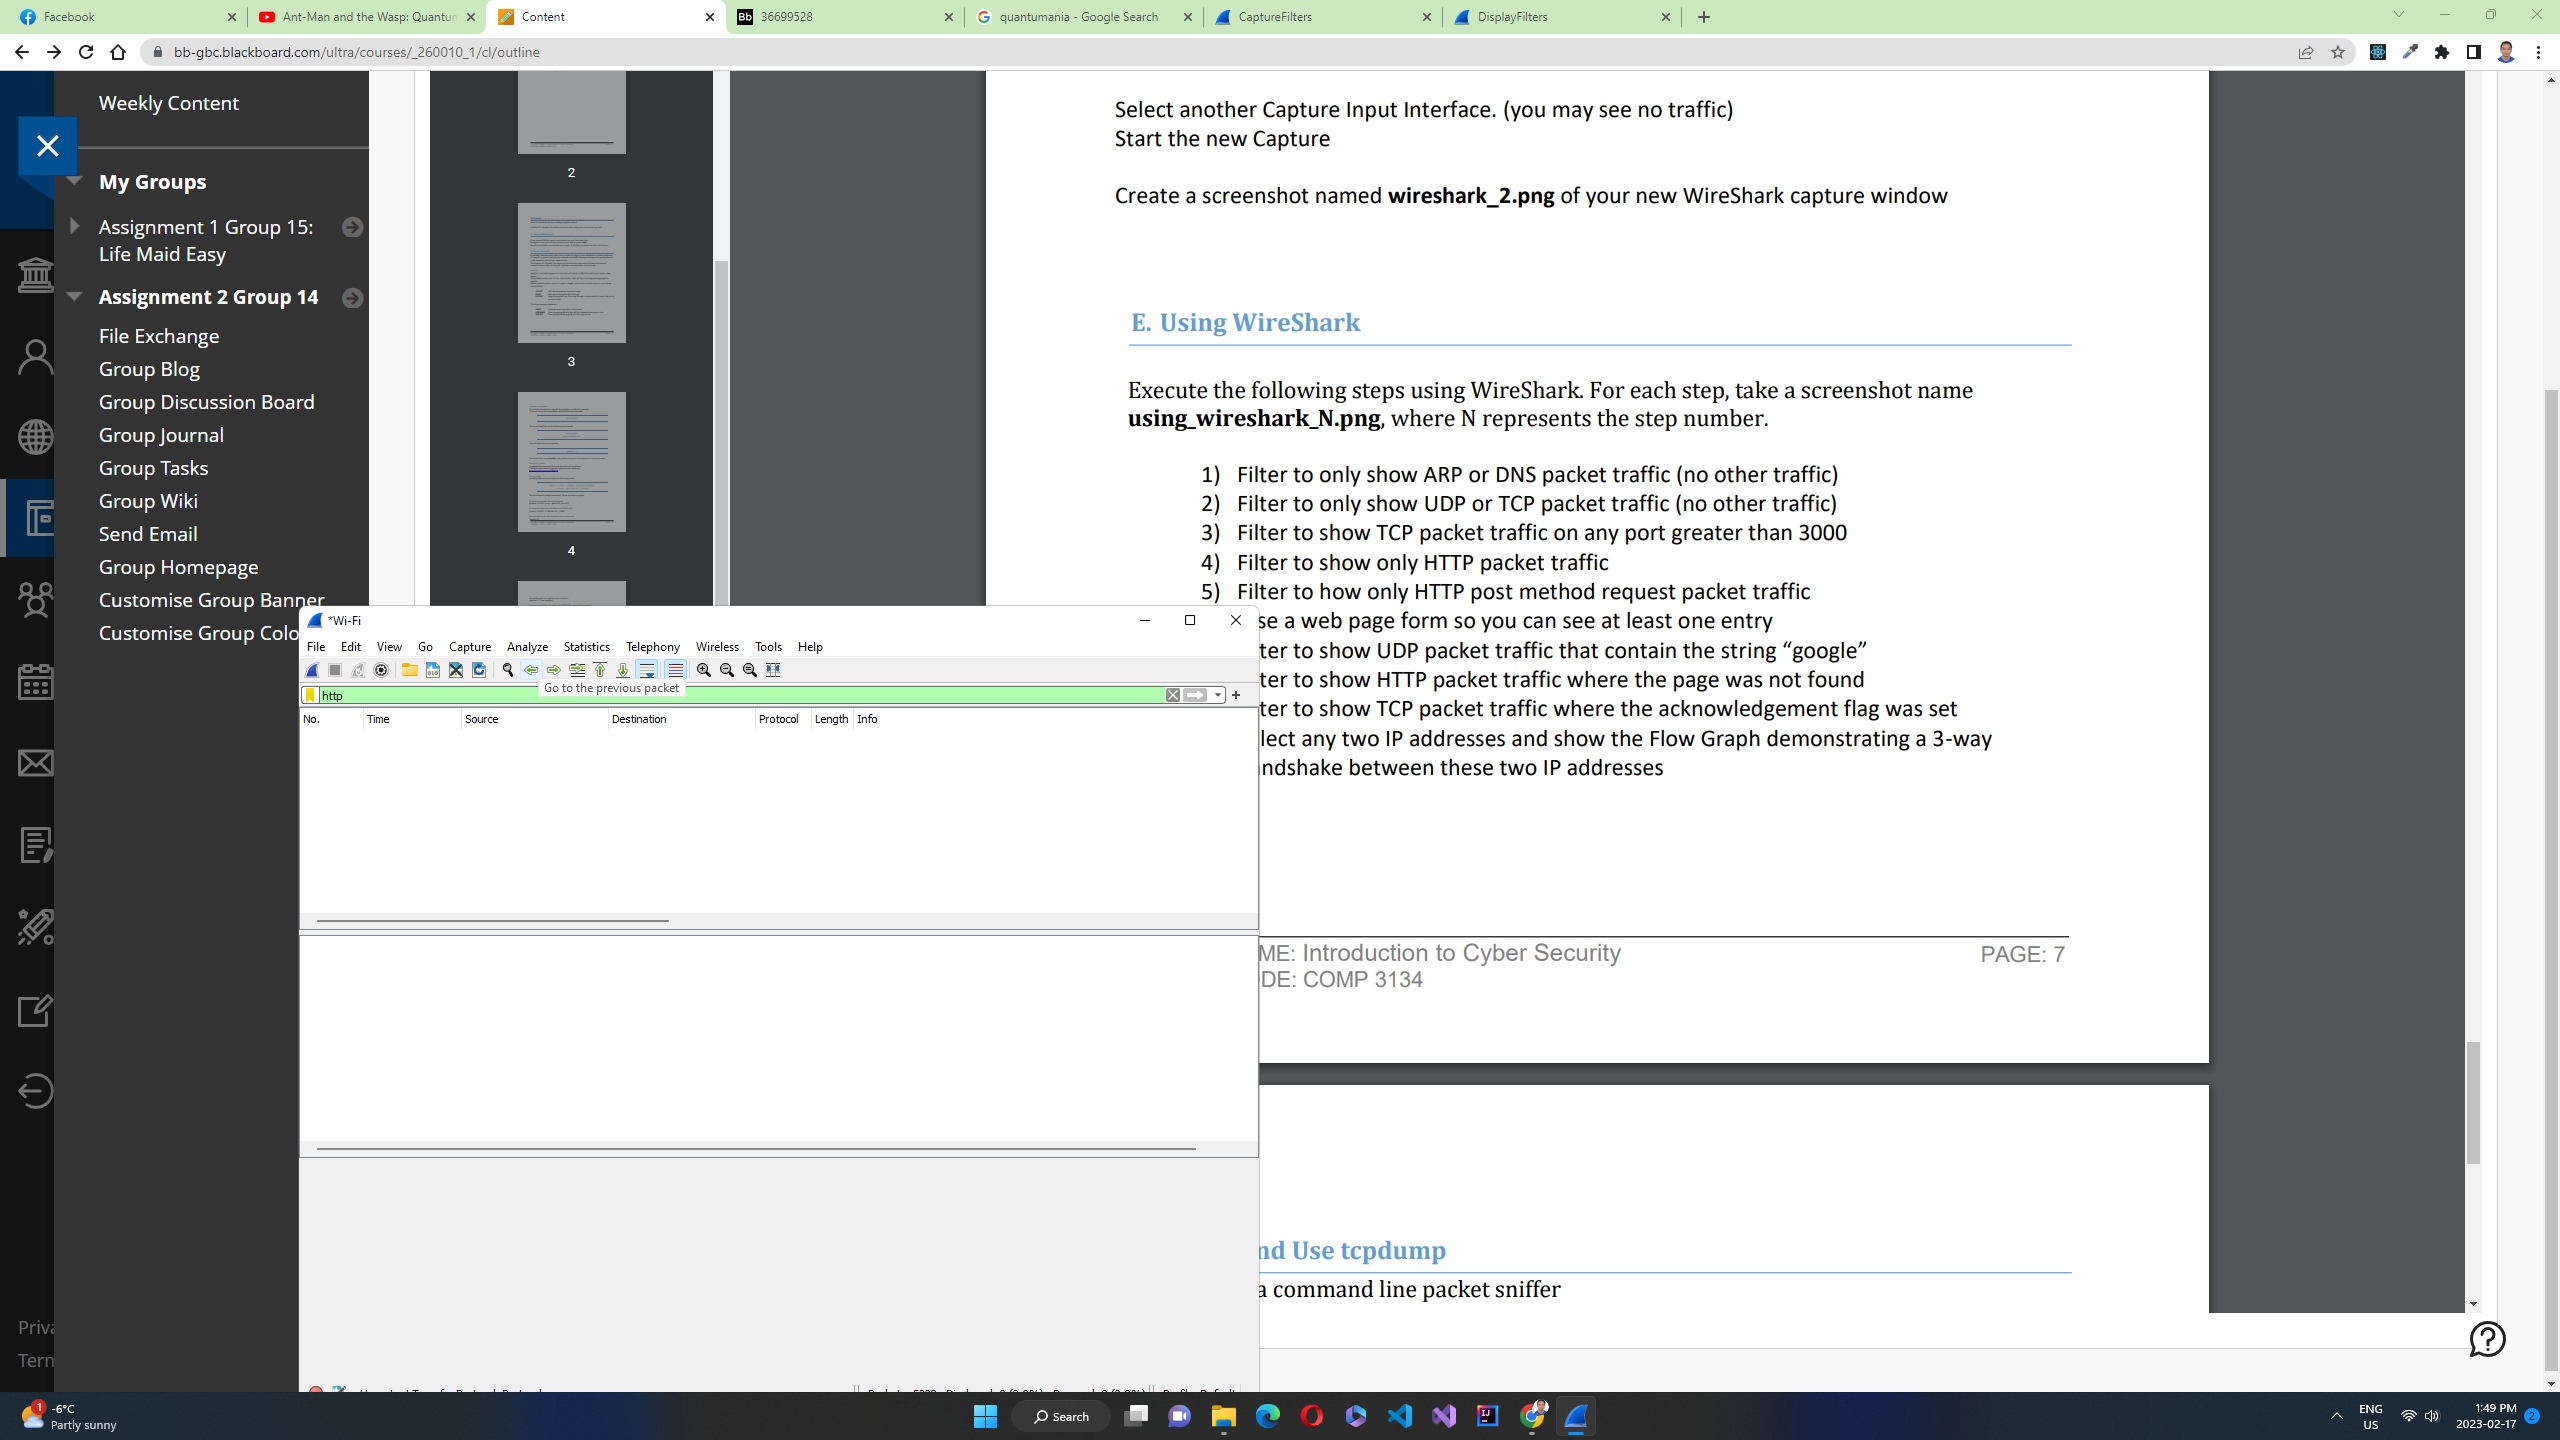 Facebook
Ant-Man and the Wasp: Quantun
Content
36699528
quantumania - Google Search
CaptureFilters
DisplayFilters
bb-gbc.blackboard.com/ultra/courses/_260010_1/cl/outline
Weekly Content
My Groups
Assignment 1 Group 15:
Life Maid Easy
Assignment 2 Group 14
File Exchange
Group Blog
Group Discussion Board
Group Journal
Group Tasks
Group Wiki
Send Email
Group Homepage
Customise Group Banner
Customise Group Colo
Priva
Tern
2
3
4
Select another Capture Input Interface. (you may see no traffic)
Start the new Capture
Create a screenshot named wireshark_2.png of your new WireShark capture window
E. Using WireShark
Execute the following steps using WireShark. For each step, take a screenshot name
using_wireshark_N.png, where N represents the step number.
1) Filter to only show ARP or DNS packet traffic (no other traffic)
2) Filter to only show UDP or TCP packet traffic (no other traffic)
3) Filter to show TCP packet traffic on any port greater than 3000
4) Filter to show only HTTP packet traffic
5) Filter to how only HTTP post method request packet traffic
se a web page form so you can see at least one entry
ter to show UDP packet traffic that contain the string “google”
ter to show HTTP packet traffic where the page was not found
ter to show TCP packet traffic where the acknowledgement flag was set
lect any two IP addresses and show the Flow Graph demonstrating a 3-way
ndshake between these two IP addresses
ME: Introduction to Cyber Security
PAGE: 7
DE: COMP 3134
nd Use tcpdump
a command line packet sniffer
*Wi-Fi
File Edit View Go Capture Analyze Statistics Telephony Wireless Tools Help
Go to the previous packet
http
No. Time Source Destination Protocol Length Info
1
-6°C
Partly sunny
Search
ENG
US
1:49 PM
2023-02-17
2